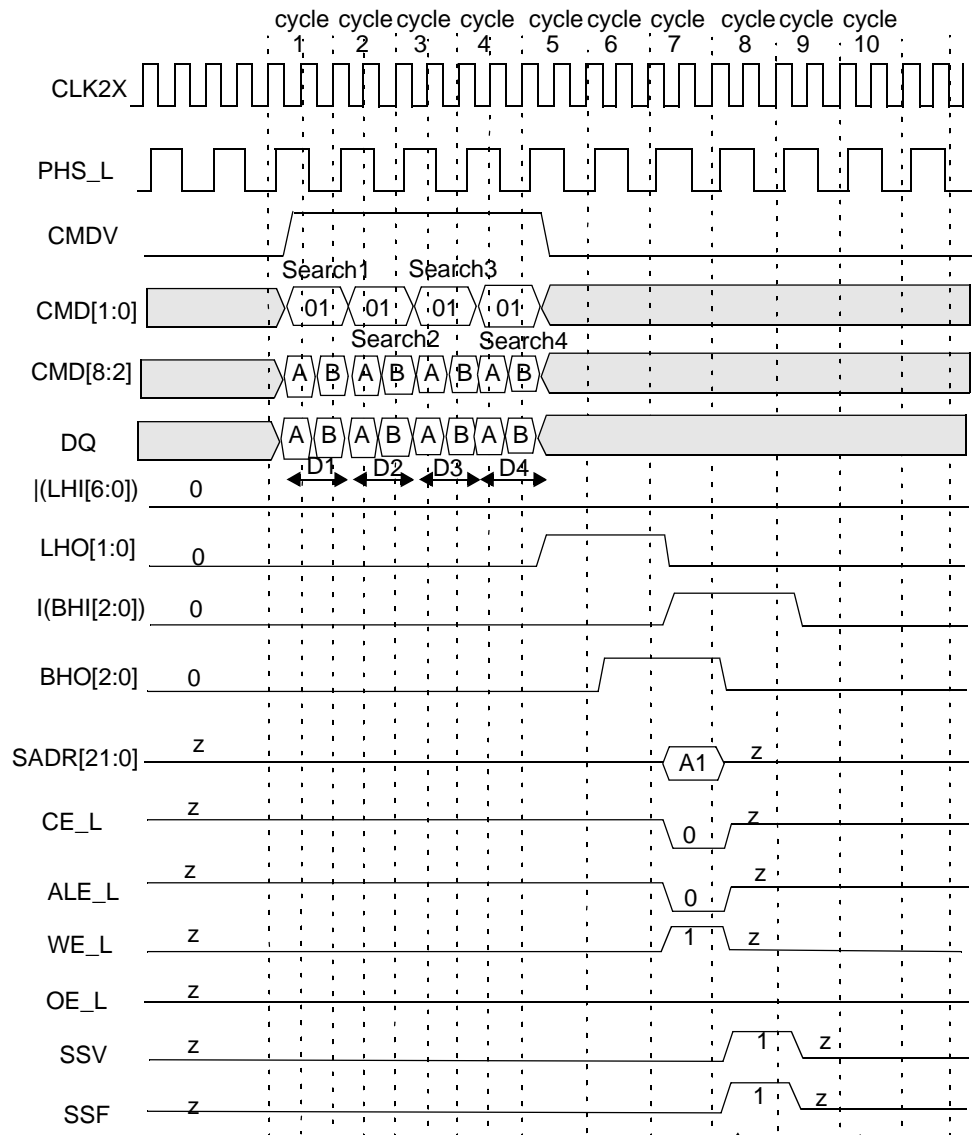 cycle cycle cycle cycle cycle cycle cycle cycle cycle cycle
1 2 3 4 5 6 7 8 9 10
CLK2X
PHS_L
CMDV
Search1 Search3
CMD[1:0] 01 01 01 01
Search2 Search4
CMD[8:2] A B A B A B A B
DQ A B A B A B A B
D1 D2 D3 D4
|(LHI[6:0]) 0
LHO[1:0] 0
I(BHI[2:0]) 0
BHO[2:0] 0
SADR[21:0] z A1 z
CE_L z 0 z
ALE_L z 0 z
WE_L z 1 z
OE_L z
SSV z 1 z
SSF z 1 z